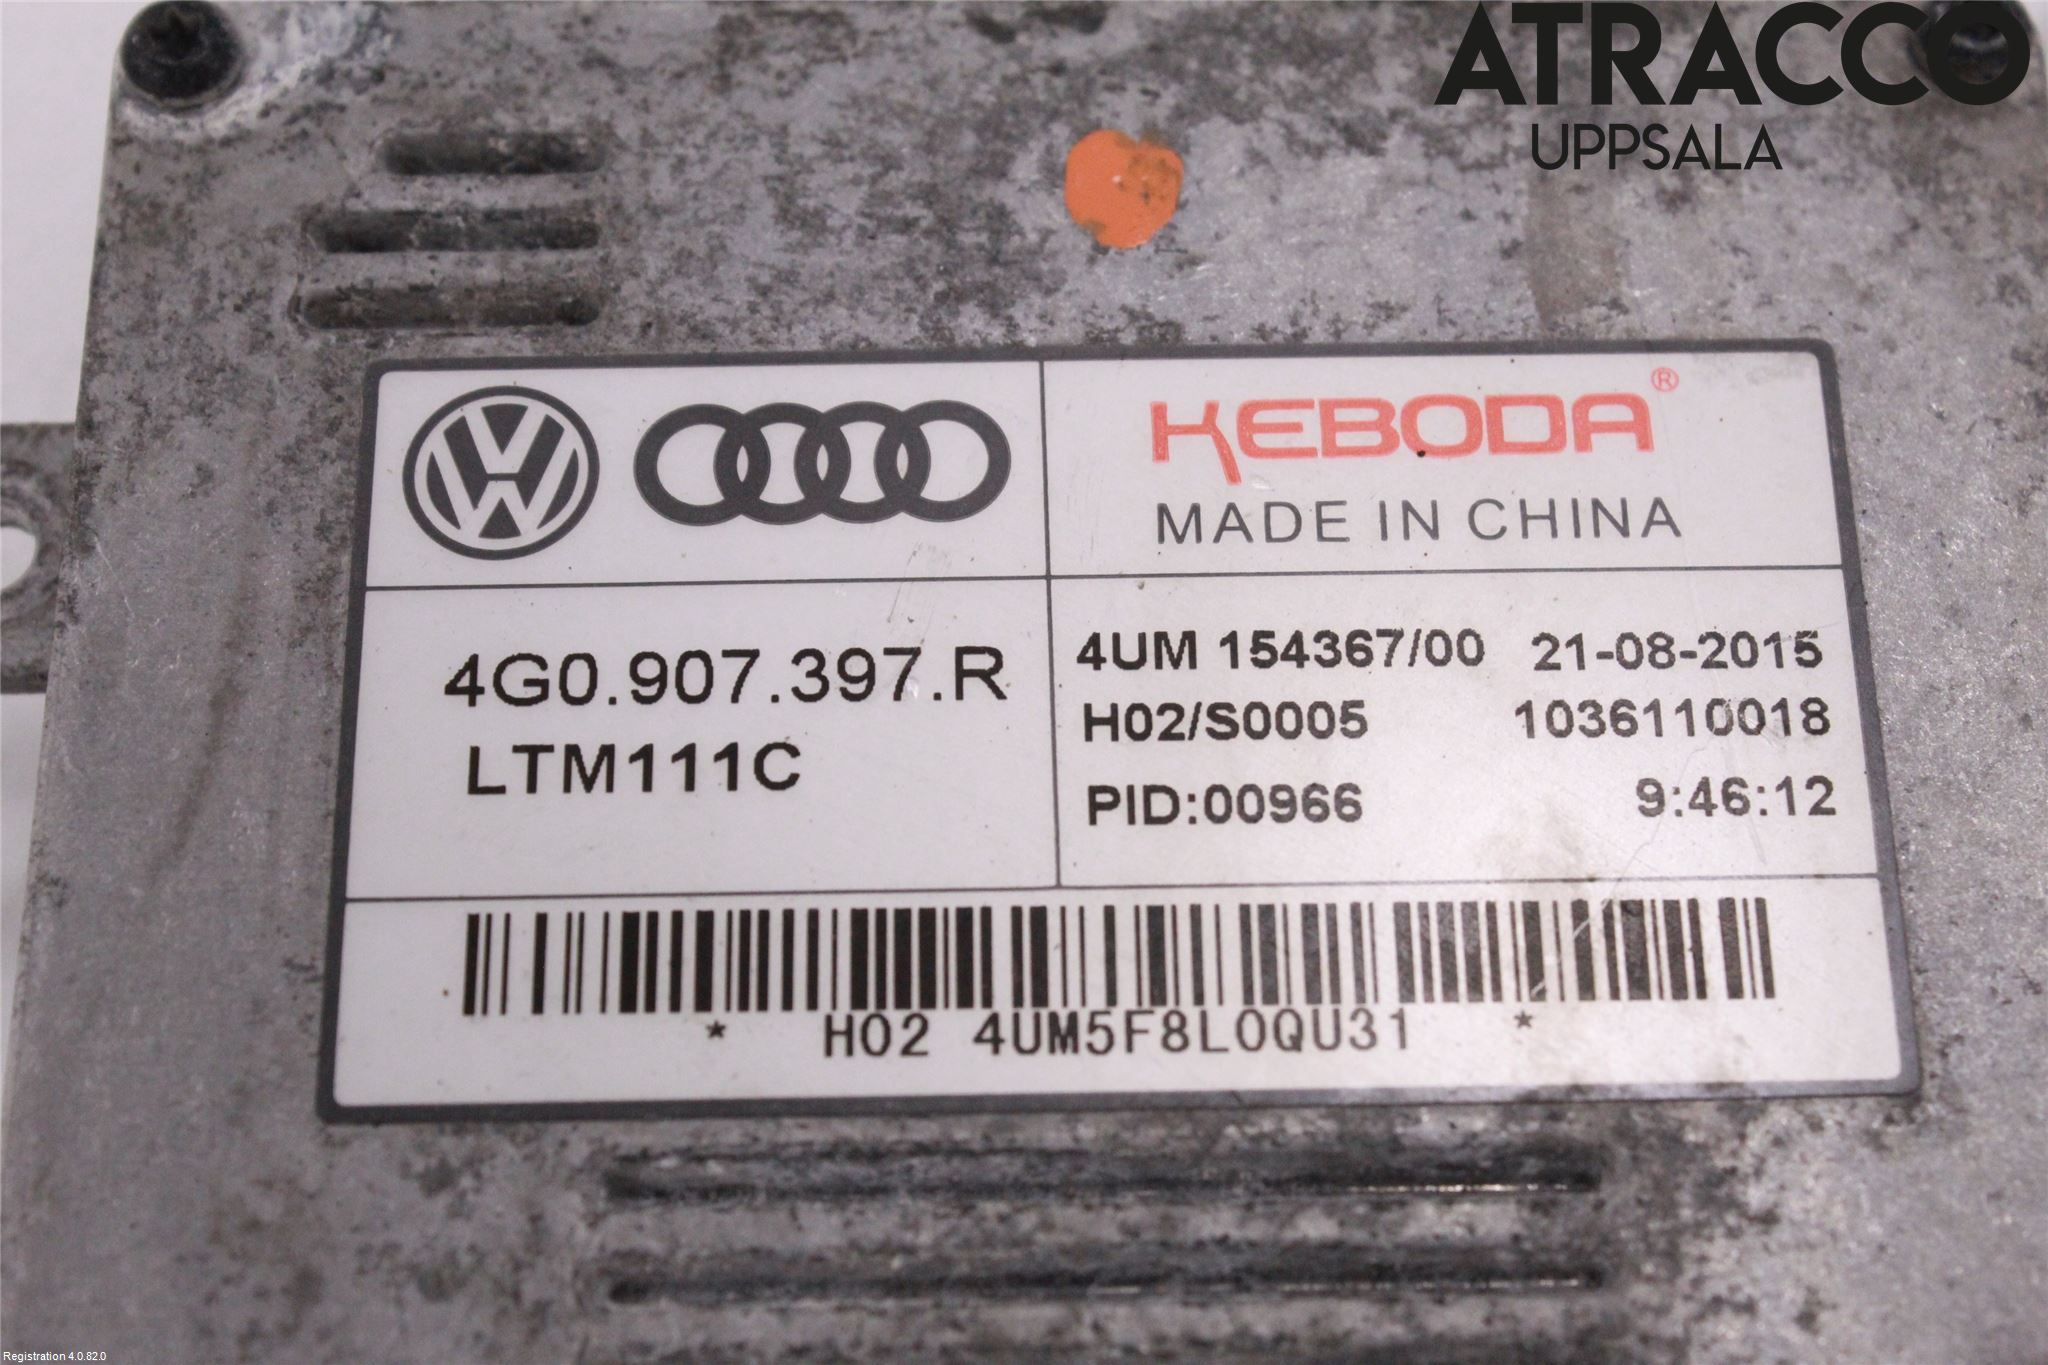 ATRACCO
UPPSALA
KEBODA®
MADE IN CHINA
4G0.907.397.R
LTM111C
4UM 154367/00 21-08-2015
H02/S0005 1036110018
PID:00966 9:46:12
* H02 4UM5F8L0QU31 *
Registration 4.0.82.0